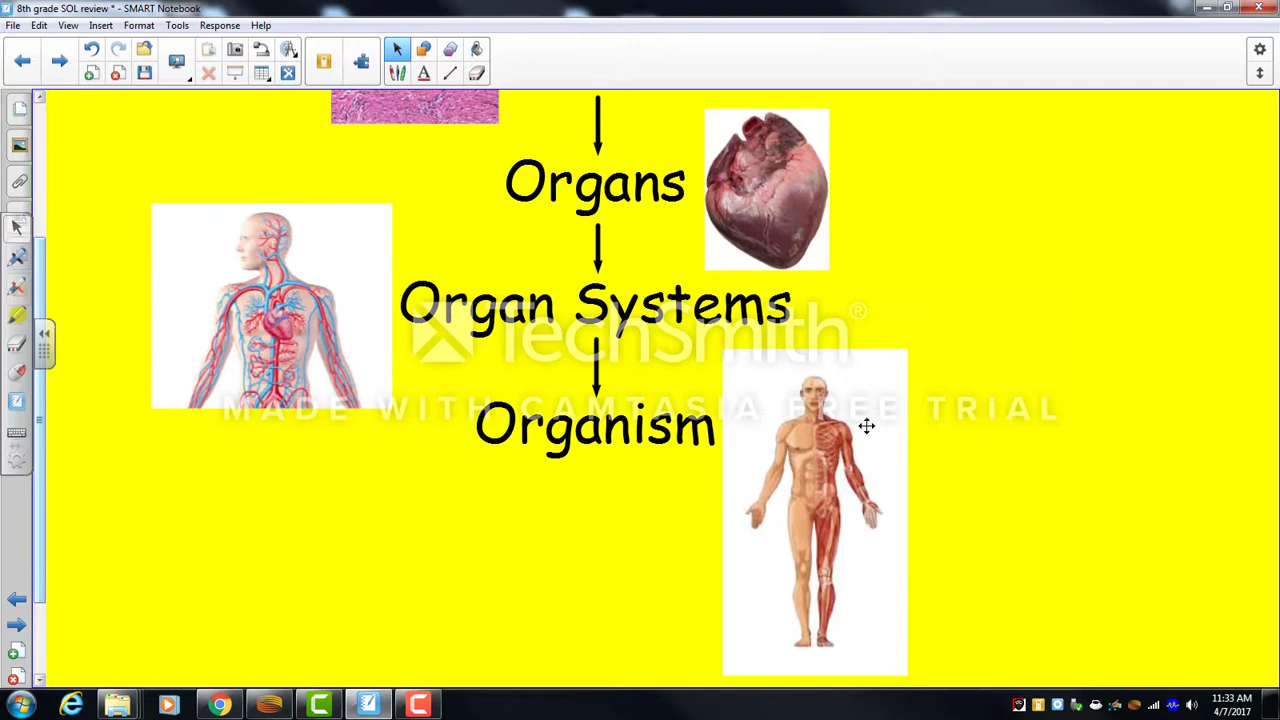 8th grade SOL review * - SMART Notebook
File Edit View Insert Format Tools Response Help
Organs
Organ Systems
TechSmith®
MADE WITH CAMTASIA FREE TRIAL
Organism
11:33 AM
4/7/2017